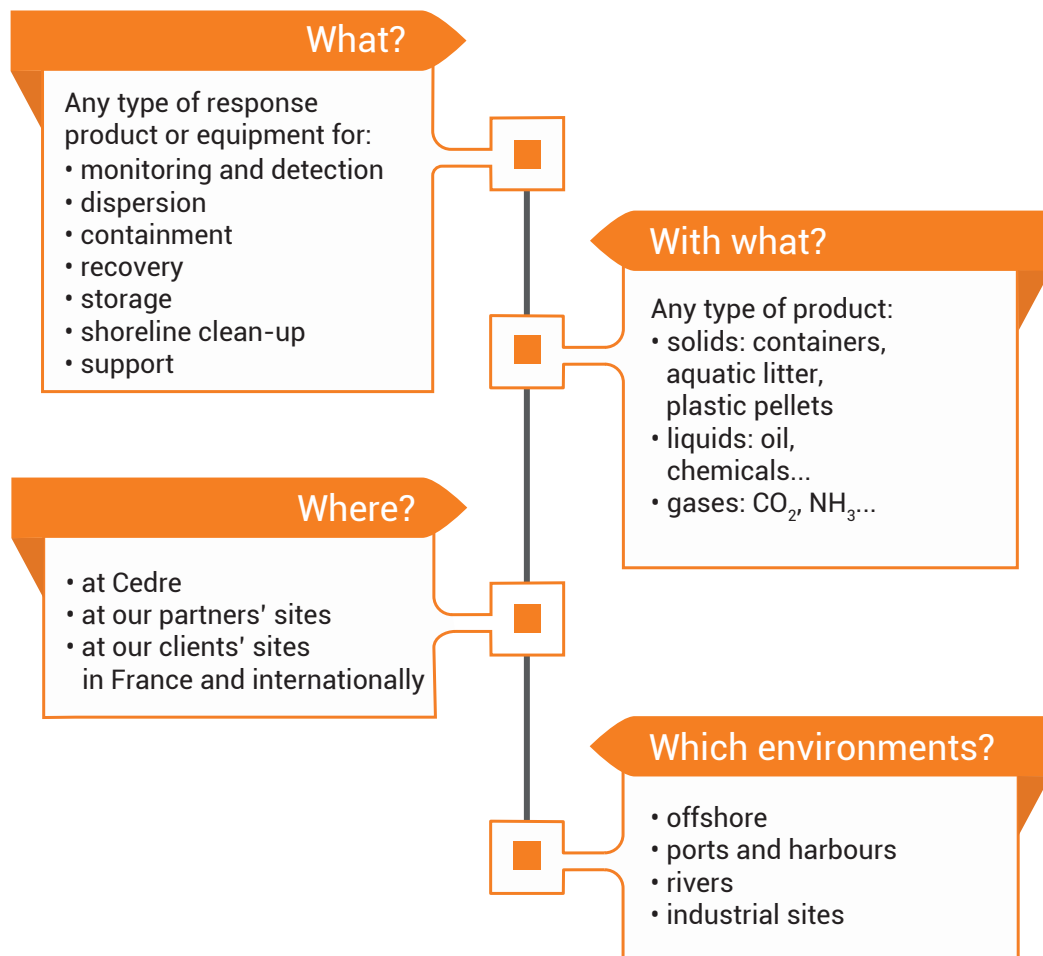 What?
Any type of response
product or equipment for:
• monitoring and detection
• dispersion
• containment
• recovery
• storage
• shoreline clean-up
• support
With what?
Any type of product:
• solids: containers,
aquatic litter,
plastic pellets
• liquids: oil,
chemicals...
• gases: CO₂, NH₃...
Where?
• at Cedre
• at our partners' sites
• at our clients' sites
in France and internationally
Which environments?
• offshore
• ports and harbours
• rivers
• industrial sites